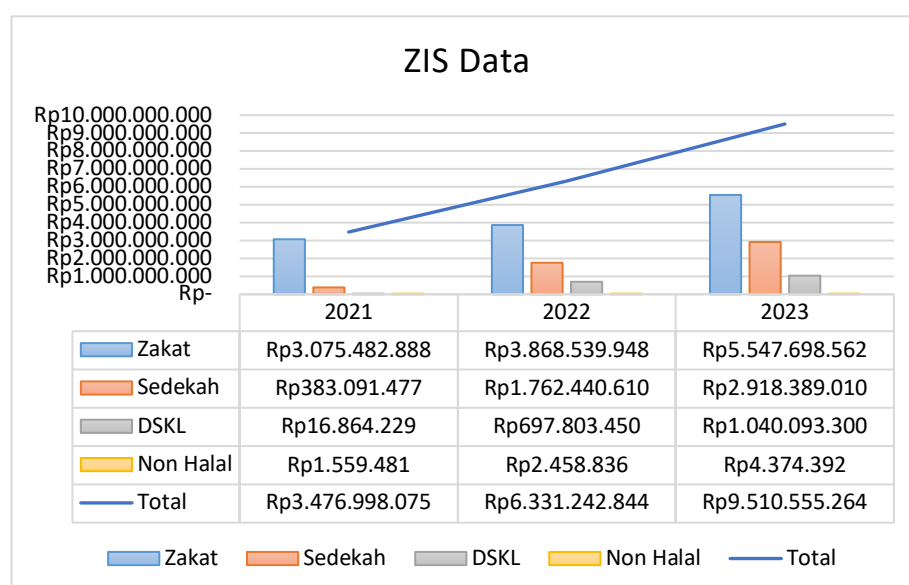 ZIS Data
Rp10.000.000.000
Rp9.000.000.000
Rp8.000.000.000
Rp7.000.000.000
Rp6.000.000.000
Rp5.000.000.000
Rp4.000.000.000
Rp3.000.000.000
Rp2.000.000.000
Rp1.000.000.000
Rp-
2021 2022 2023
Zakat Rp3.075.482.888 Rp3.868.539.948 Rp5.547.698.562
Sedekah Rp383.091.477 Rp1.762.440.610 Rp2.918.389.010
DSKL Rp16.864.229 Rp697.803.450 Rp1.040.093.300
Non Halal Rp1.559.481 Rp2.458.836 Rp4.374.392
Total Rp3.476.998.075 Rp6.331.242.844 Rp9.510.555.264
Zakat Sedekah DSKL Non Halal Total